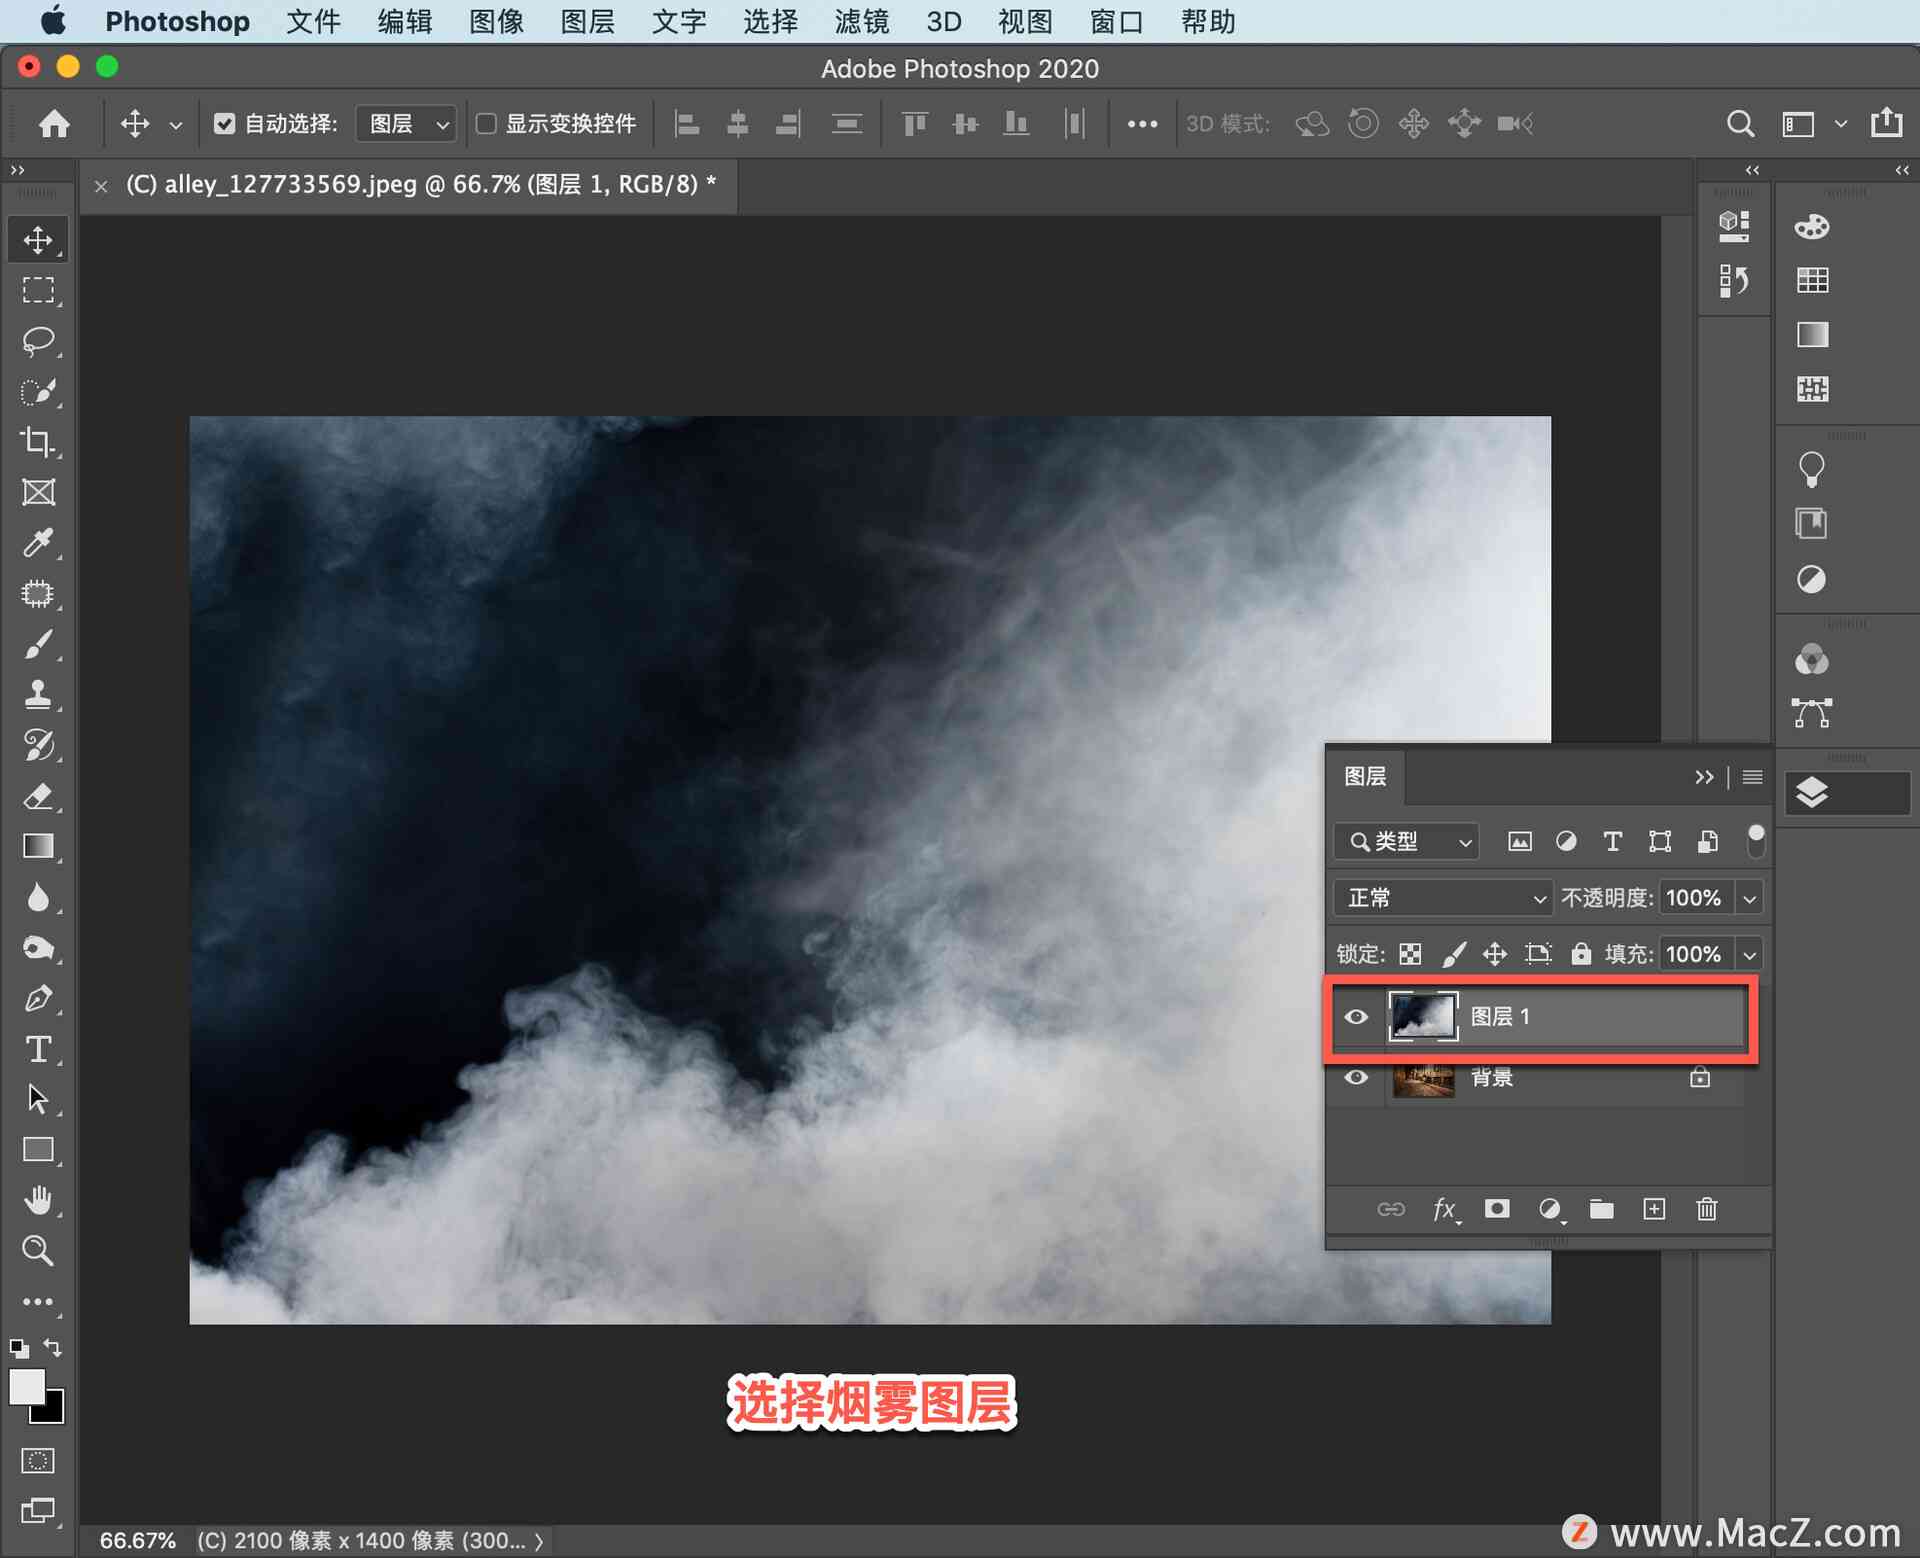 Photoshop 文件 编辑 图像 图层 文字 选择 滤镜 3D 视图 窗口 帮助
Adobe Photoshop 2020
自动选择: 图层 显示变换控件 3D 模式:
(C) alley_127733569.jpeg @ 66.7% (图层 1, RGB/8) *
图层
类型
正常 不透明度: 100%
锁定: 填充: 100%
图层 1
背景
fx
选择烟雾图层
66.67% (C) 2100 像素 x 1400 像素 (300...
Z www.MacZ.com